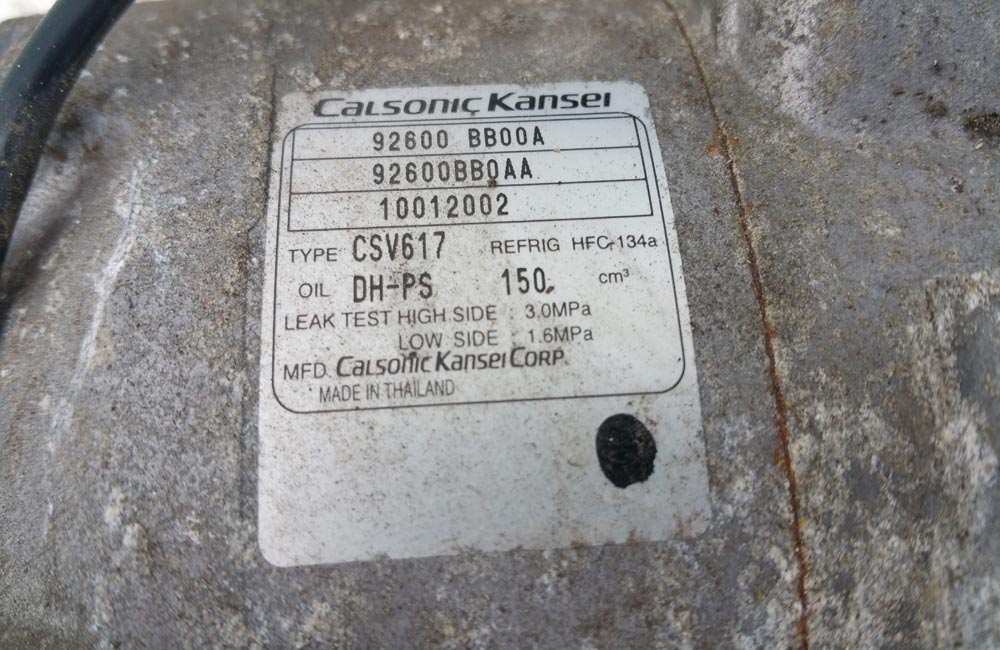 CALSONIC KANSEI
92600 BB00A
92600BB0AA
10012002
TYPE CSV617 REFRIG HFC-134a
OIL DH-PS 150 cm³
LEAK TEST HIGH SIDE : 3.0MPa
LOW SIDE : 1.6MPa
MFD. CALSONIC KANSEI CORP.
MADE IN THAILAND